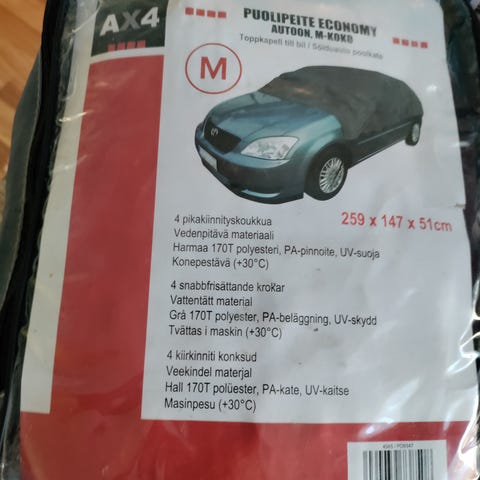 AX4
PUOLIPEITE ECONOMY
AUTOON, M-KOKO
Toppkapell till bil / Sõiduauto poolkate
M
259 x 147 x 51cm
4 pikakiinnityskoukkua
Vedenpitävä materiaali
Harmaa 170T polyesteri, PA-pinnoite, UV-suoja
Konepestävä (+30°C)
4 snabbfrisättande krokar
Vattentätt material
Grå 170T polyester, PA-beläggning, UV-skydd
Tvättas i maskin (+30°C)
4 kiirkinniti konksud
Veekindel materjal
Hall 170T polüester, PA-kate, UV-kaitse
Masinpesu (+30°C)